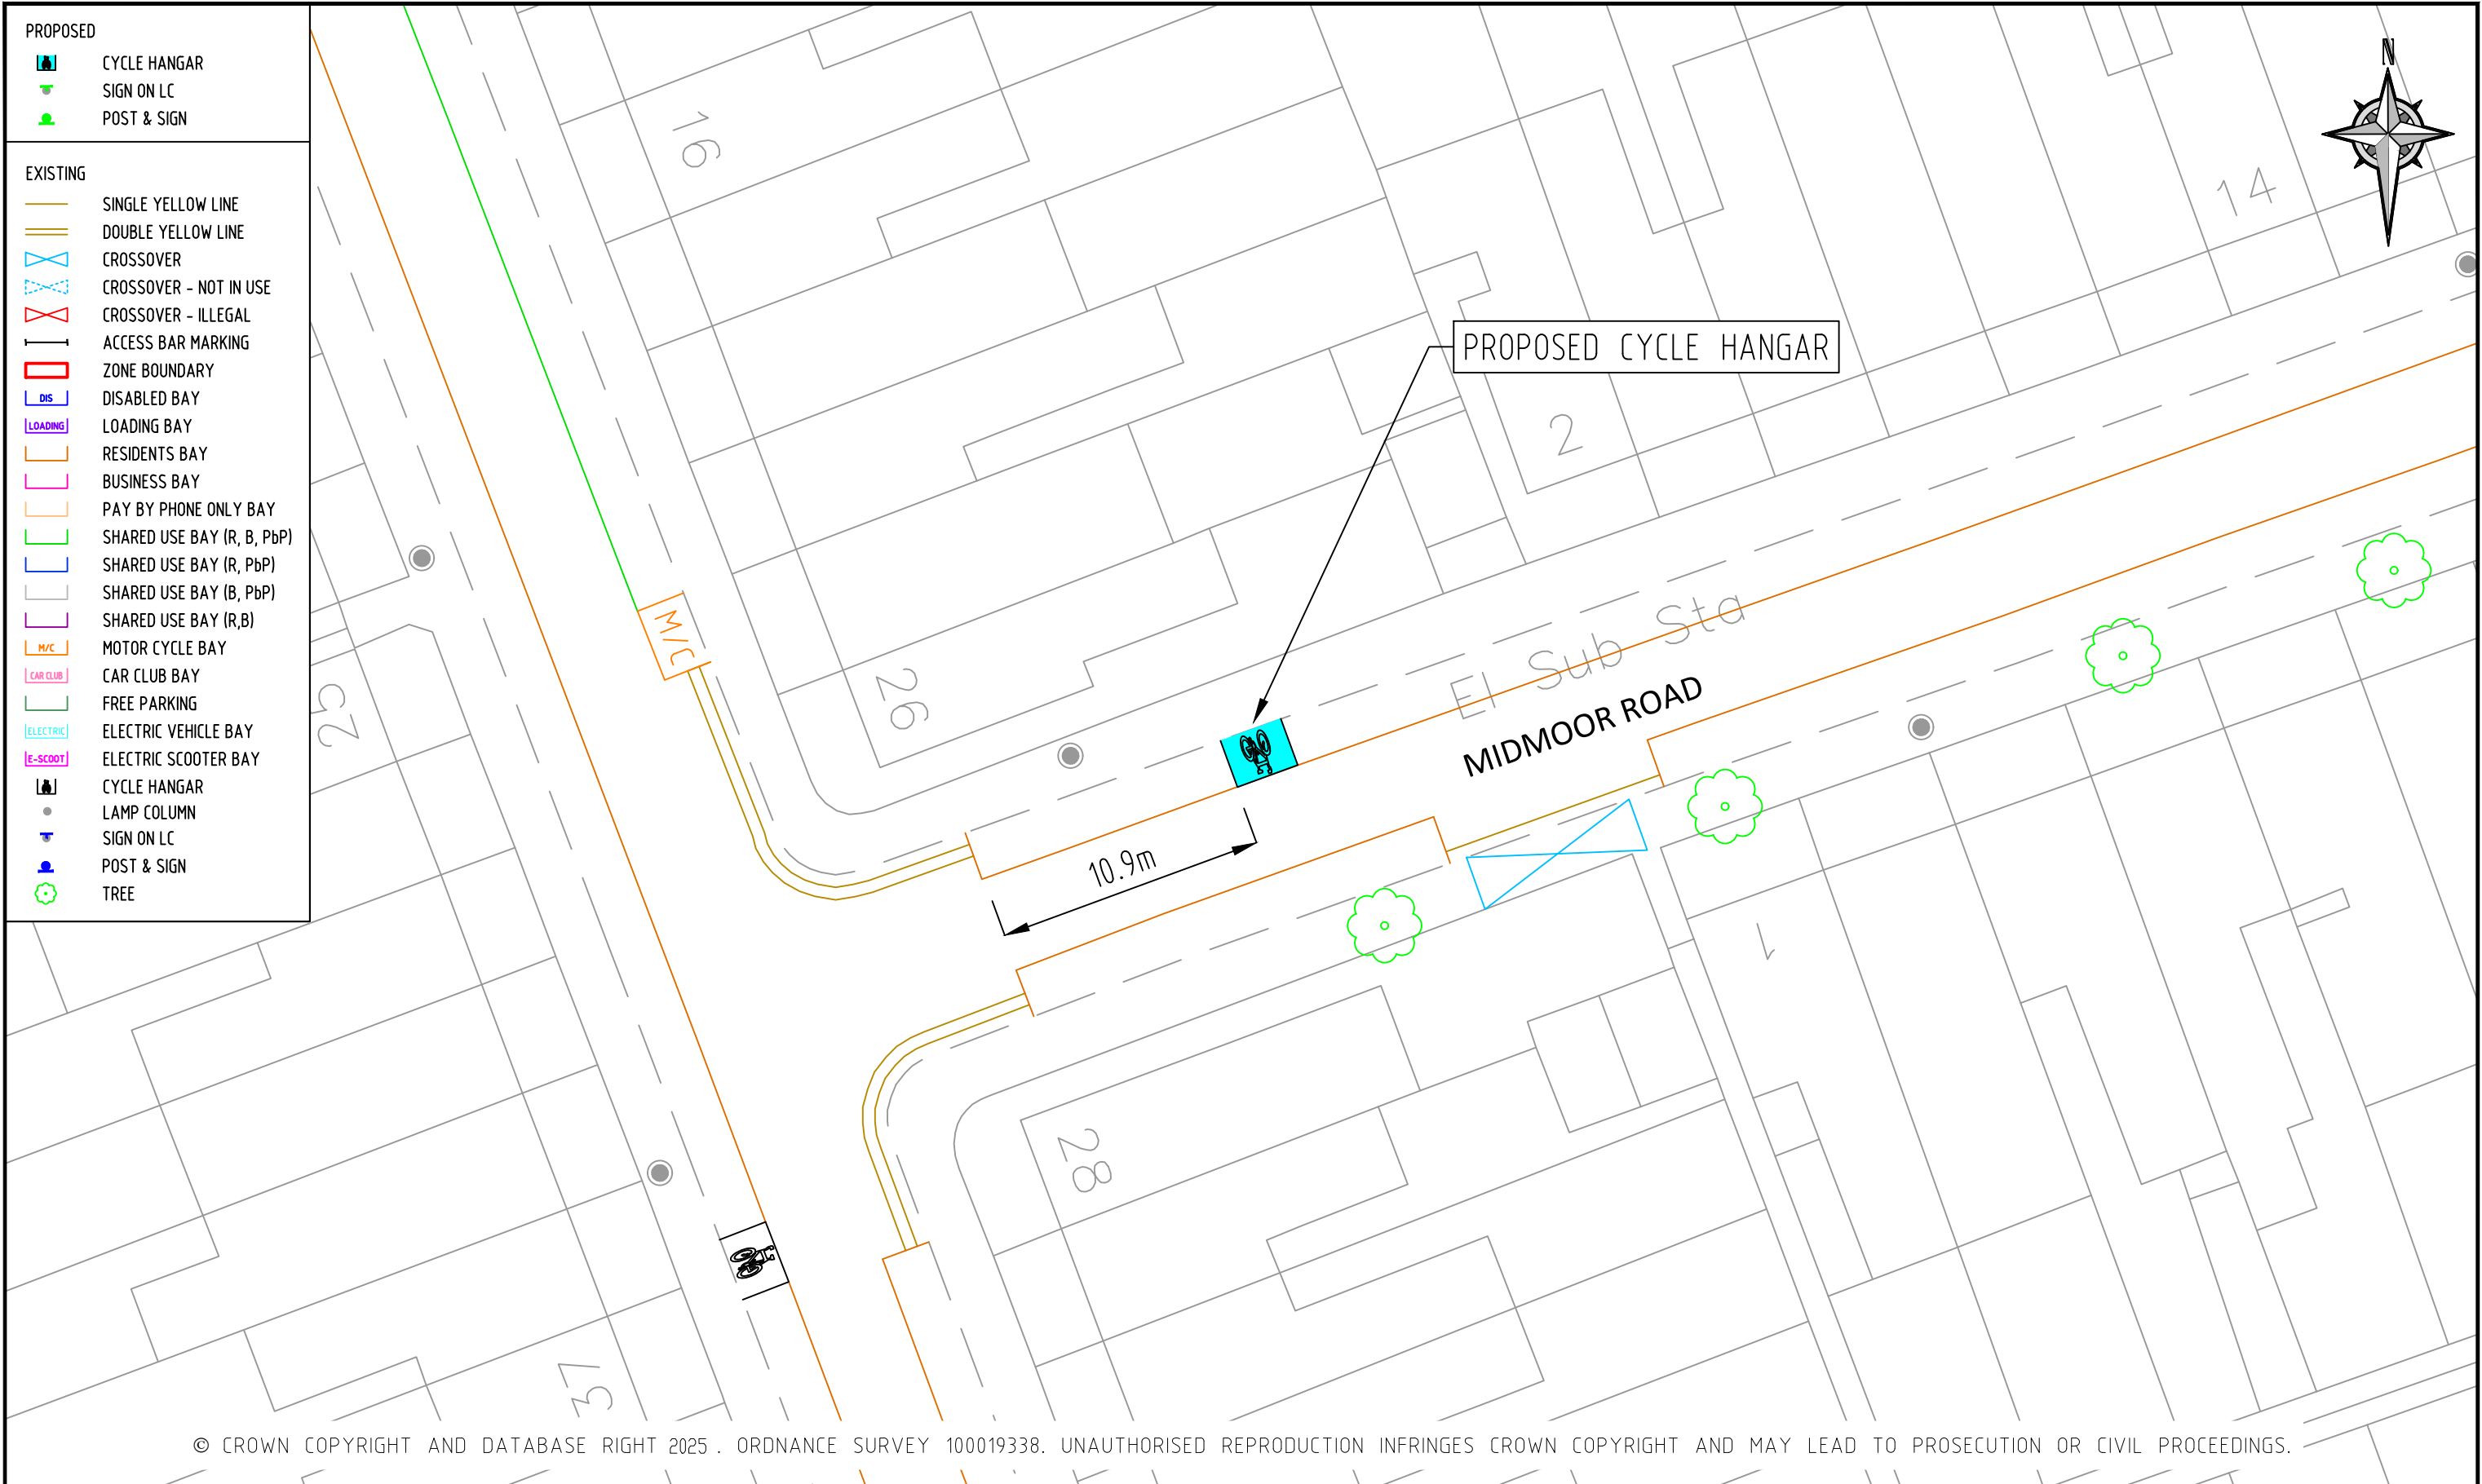 PROPOSED
CYCLE HANGAR
SIGN ON LC
POST & SIGN
EXISTING
SINGLE YELLOW LINE
DOUBLE YELLOW LINE
CROSSOVER
CROSSOVER - NOT IN USE
CROSSOVER - ILLEGAL
ACCESS BAR MARKING
ZONE BOUNDARY
DIS DISABLED BAY
LOADING LOADING BAY
RESIDENTS BAY
BUSINESS BAY
PAY BY PHONE ONLY BAY
SHARED USE BAY (R, B, PbP)
SHARED USE BAY (R, PbP)
SHARED USE BAY (B, PbP)
SHARED USE BAY (R,B)
M/C MOTOR CYCLE BAY
CAR CLUB CAR CLUB BAY
FREE PARKING
ELECTRIC ELECTRIC VEHICLE BAY
E-SCOOT ELECTRIC SCOOTER BAY
CYCLE HANGAR
LAMP COLUMN
SIGN ON LC
POST & SIGN
TREE
N
16
14
PROPOSED CYCLE HANGAR
2
M/C
26
El Sub Sta
MIDMOOR ROAD
10.9m
1
28
37
© CROWN COPYRIGHT AND DATABASE RIGHT 2025 . ORDNANCE SURVEY 100019338. UNAUTHORISED REPRODUCTION INFRINGES CROWN COPYRIGHT AND MAY LEAD TO PROSECUTION OR CIVIL PROCEEDINGS.